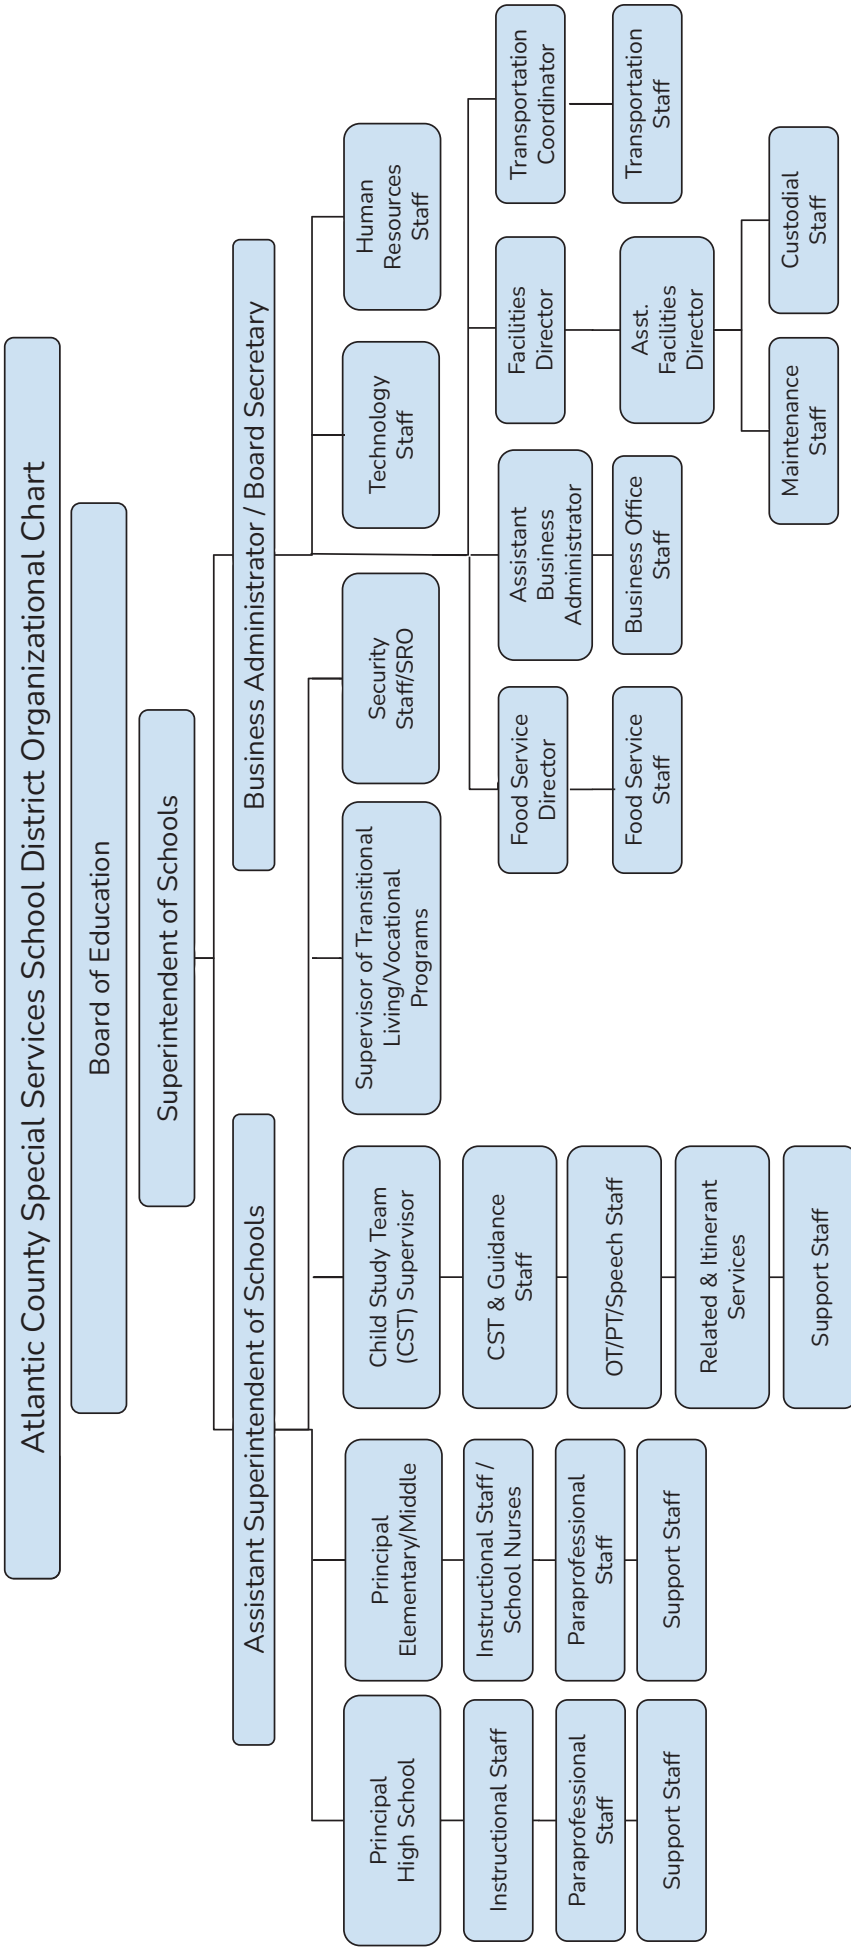 Atlantic County Special Services School District Organizational Chart
Board of Education
Superintendent of Schools
Assistant Superintendent of Schools
Business Administrator / Board Secretary
Principal
High School
Principal
Elementary/Middle
Child Study Team
(CST) Supervisor
Supervisor of Transitional
Living/Vocational
Programs
Security
Staff/SRO
Technology
Staff
Human
Resources
Staff
Instructional Staff
Instructional Staff /
School Nurses
CST & Guidance
Staff
Food Service
Director
Assistant
Business
Administrator
Facilities
Director
Transportation
Coordinator
Paraprofessional
Staff
Paraprofessional
Staff
OT/PT/Speech Staff
Food Service
Staff
Business Office
Staff
Asst.
Facilities
Director
Transportation
Staff
Support Staff
Support Staff
Related & Itinerant
Services
Support Staff
Maintenance
Staff
Custodial
Staff